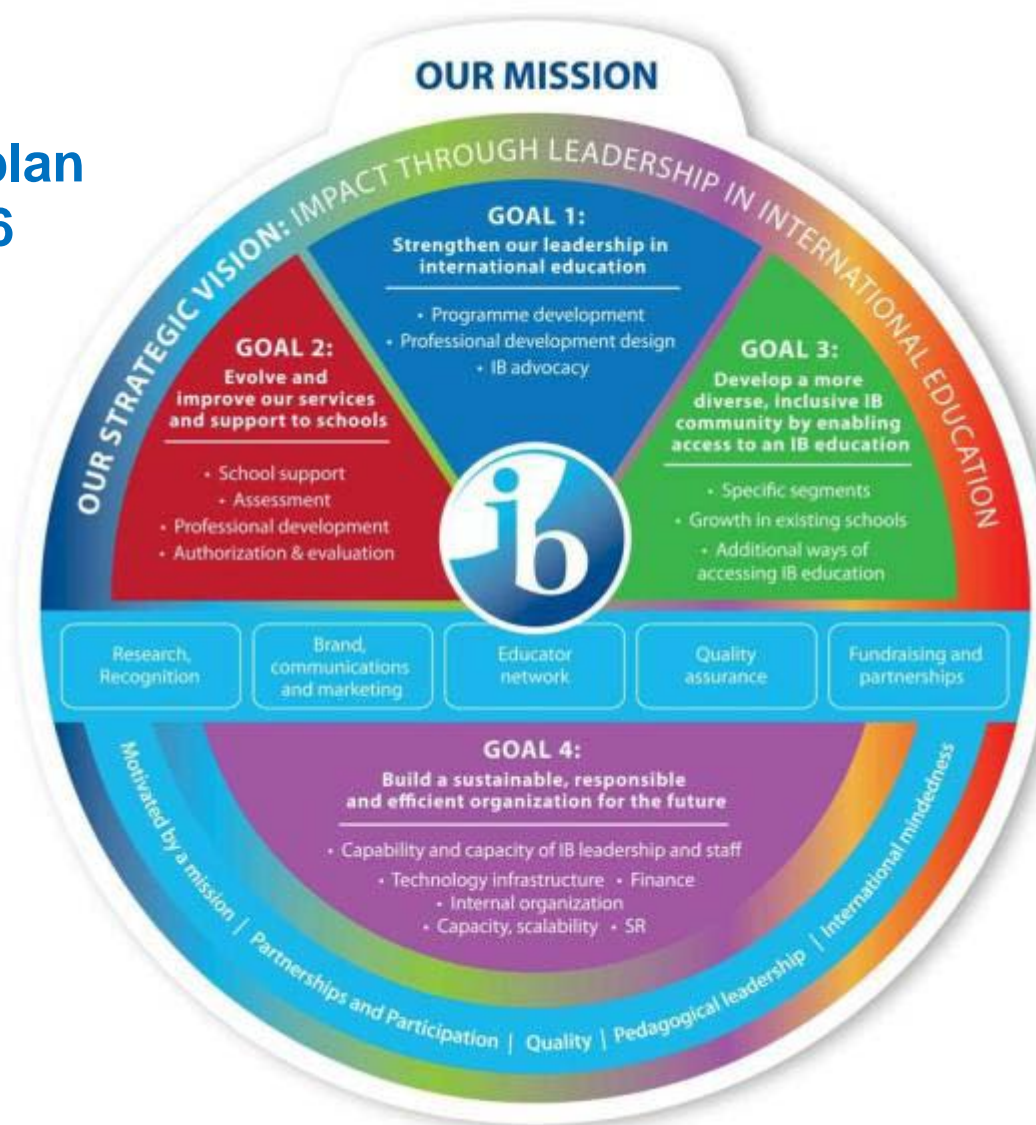 plan
6
OUR MISSION
OUR STRATEGIC VISION: IMPACT THROUGH LEADERSHIP IN INTERNATIONAL EDUCATION
GOAL 1:
Strengthen our leadership in
international education
• Programme development
• Professional development design
• IB advocacy
GOAL 2:
Evolve and
improve our services
and support to schools
• School support
• Assessment
• Professional development
• Authorization & evaluation
GOAL 3:
Develop a more
diverse, inclusive IB
community by enabling
access to an IB education
• Specific segments
• Growth in existing schools
• Additional ways of
accessing IB education
ib
Research,
Recognition
Brand,
communications
and marketing
Educator
network
Quality
assurance
Fundraising and
partnerships
GOAL 4:
Build a sustainable, responsible
and efficient organization for the future
• Capability and capacity of IB leadership and staff
• Technology infrastructure • Finance
• Internal organization
• Capacity, scalability • SR
Motivated by a mission | Partnerships and Participation | Quality | Pedagogical leadership | International mindedness